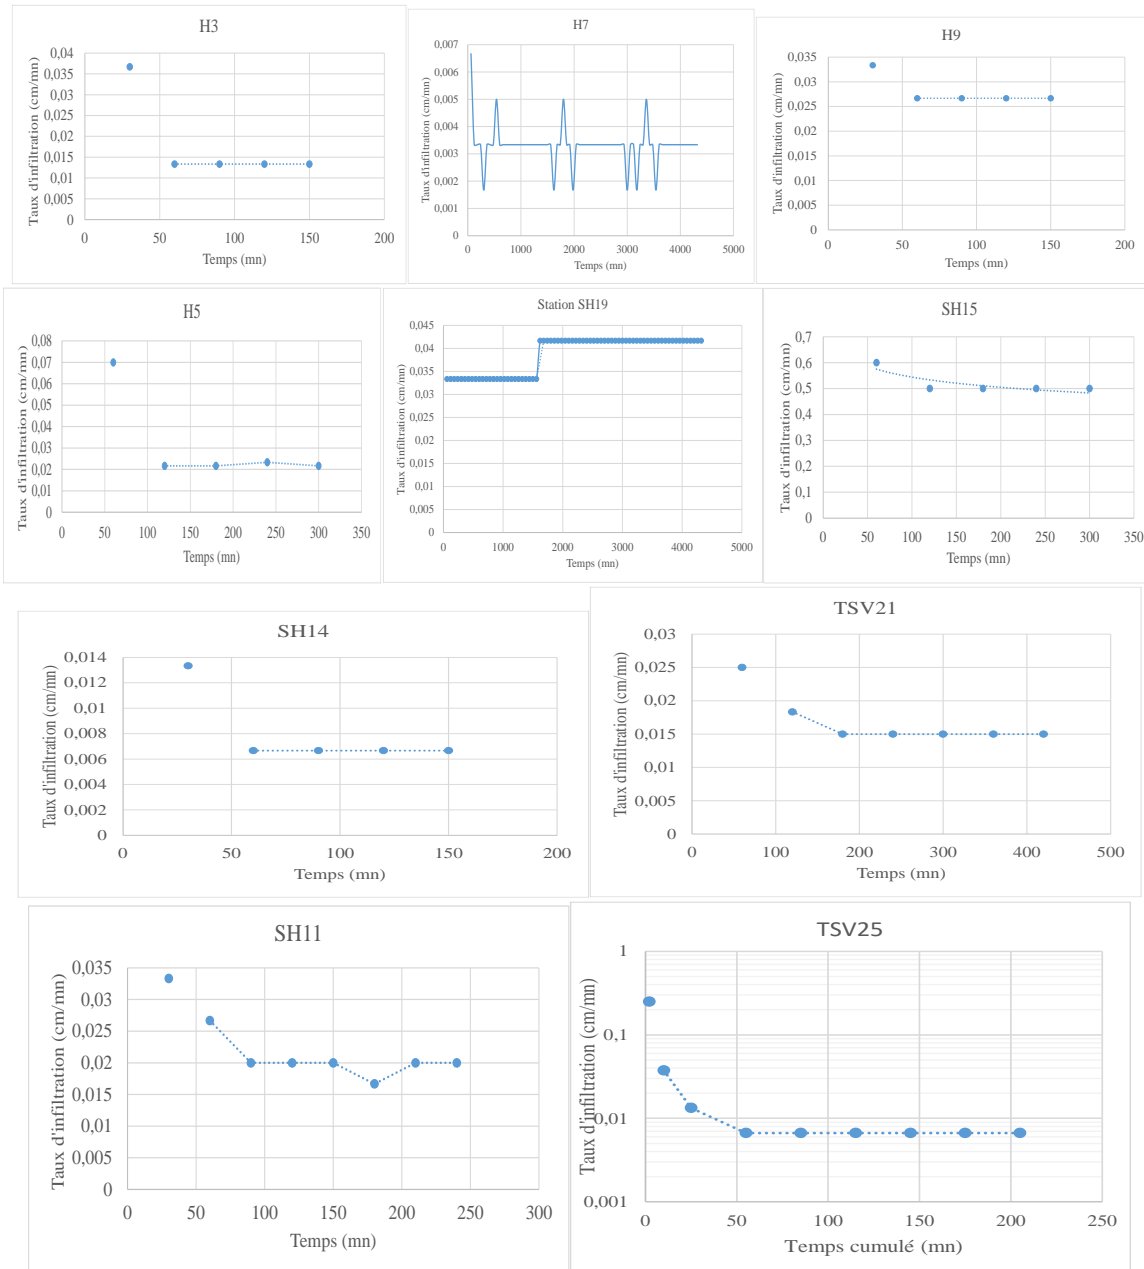 H3
Taux d'infiltration (cm/mn)
0,04
0,035
0,03
0,025
0,02
0,015
0,01
0,005
0
0 50 100 150 200
Temps (mn)
H7
Taux d'infiltration (cm/mn)
0,007
0,006
0,005
0,004
0,003
0,002
0,001
0
0 1000 2000 3000 4000 5000
Temps (mn)
H9
Taux d'infiltration (cm/mn)
0,035
0,03
0,025
0,02
0,015
0,01
0,005
0
0 50 100 150 200
Temps (mn)
H5
Taux d'infiltration (cm/mn)
0,08
0,07
0,06
0,05
0,04
0,03
0,02
0,01
0
0 50 100 150 200 250 300 350
Temps (mn)
Station SH19
Taux d'infiltration (cm/mn)
0,045
0,04
0,035
0,03
0,025
0,02
0,015
0,01
0,005
0
0 1000 2000 3000 4000 5000
Temps (mn)
SH15
Taux d'infiltration (cm/mn)
0,7
0,6
0,5
0,4
0,3
0,2
0,1
0
0 50 100 150 200 250 300 350
Temps (mn)
SH14
Taux d'infiltration (cm/mn)
0,014
0,012
0,01
0,008
0,006
0,004
0,002
0
0 50 100 150 200
Temps (mn)
TSV21
Taux d'infiltration (cm/mn)
0,03
0,025
0,02
0,015
0,01
0,005
0
0 100 200 300 400 500
Temps (mn)
SH11
Taux d'infiltration (cm/mn)
0,035
0,03
0,025
0,02
0,015
0,01
0,005
0
0 50 100 150 200 250 300
Temps (mn)
TSV25
Taux d'infiltration (cm/mn)
1
0,1
0,01
0,001
0 50 100 150 200 250
Temps cumulé (mn)